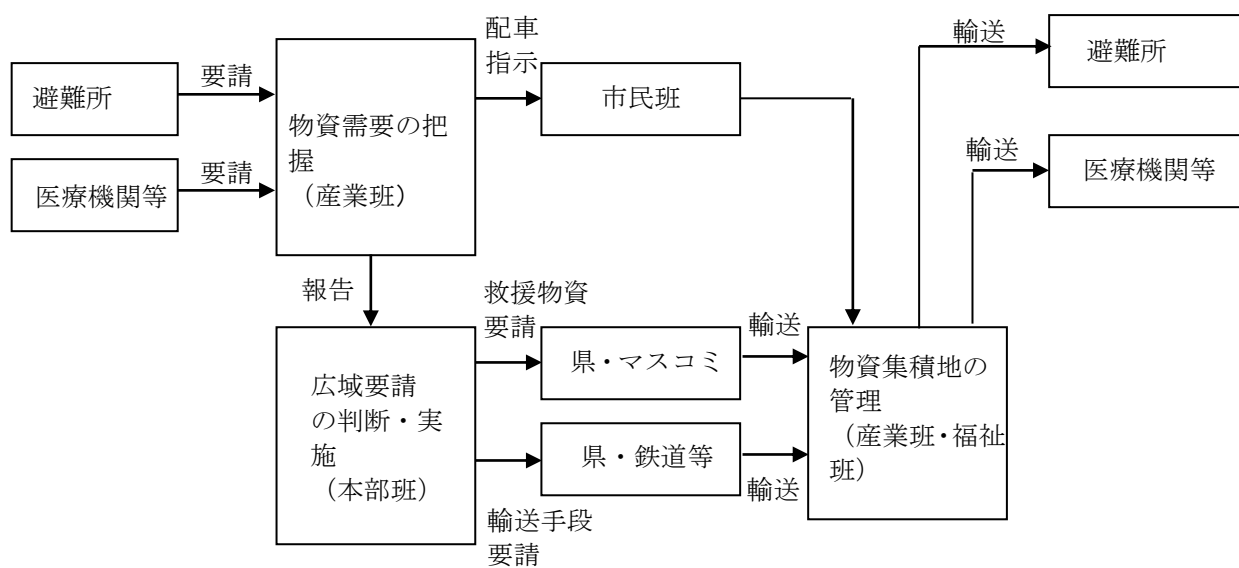 避難所
要請
医療機関等
要請
物資需要の把
握
（産業班）
配車
指示
市民班
輸送
避難所
輸送
医療機関等
報告
広域要請
の判断・実
施
（本部班）
救援物資
要請
県・マスコミ
輸送
県・鉄道等
輸送
輸送手段
要請
物資集積地の
管理
（産業班・福祉
班）